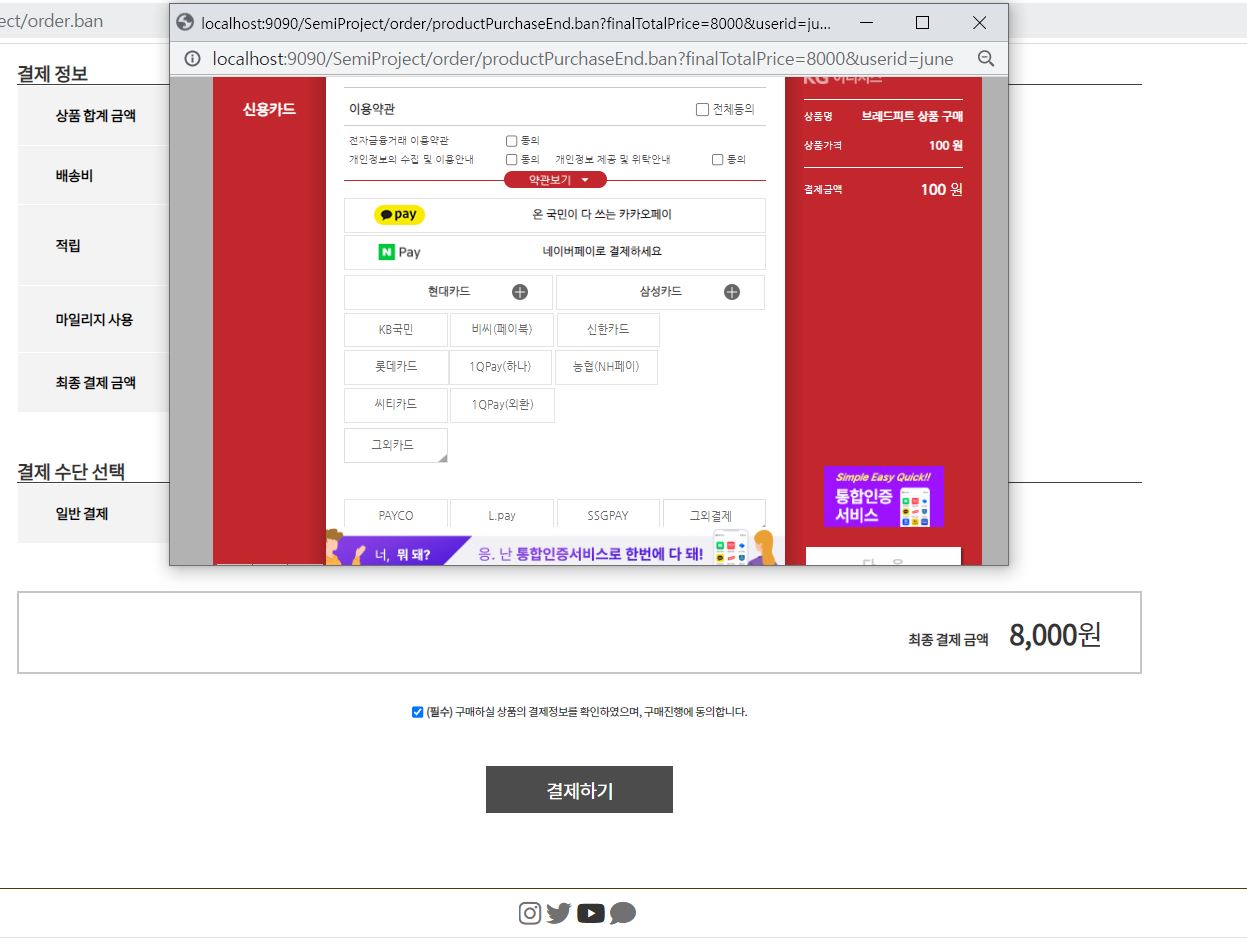 ect/order.ban
localhost:9090/SemiProject/order/productPurchaseEnd.ban?finalTotalPrice=8000&userid=ju...
localhost:9090/SemiProject/order/productPurchaseEnd.ban?finalTotalPrice=8000&userid=june
결제 정보
상품 합계 금액
배송비
적립
마일리지 사용
최종 결제 금액
결제 수단 선택
일반 결제
신용카드
이용약관
전체동의
전자금융거래 이용약관 동의
개인정보의 수집 및 이용안내 동의 개인정보 제공 및 위탁안내 동의
약관보기
pay 온 국민이 다 쓰는 카카오페이
N Pay 네이버페이로 결제하세요
현대카드 삼성카드
KB국민 비씨(페이북) 신한카드
롯데카드 1QPay(하나) 농협(NH페이)
씨티카드 1QPay(외환)
그외카드
PAYCO L.pay SSGPAY 그외결제
너, 뭐 돼? 응. 난 통합인증서비스로 한번에 다 돼!
KG 이니시스
상품명 브레드피트 상품 구매
상품가격 100 원
결제금액 100 원
Simple Easy Quick!!
통합인증
서비스
다 음
최종 결제 금액 8,000원
(필수) 구매하실 상품의 결제정보를 확인하였으며, 구매진행에 동의합니다.
결제하기